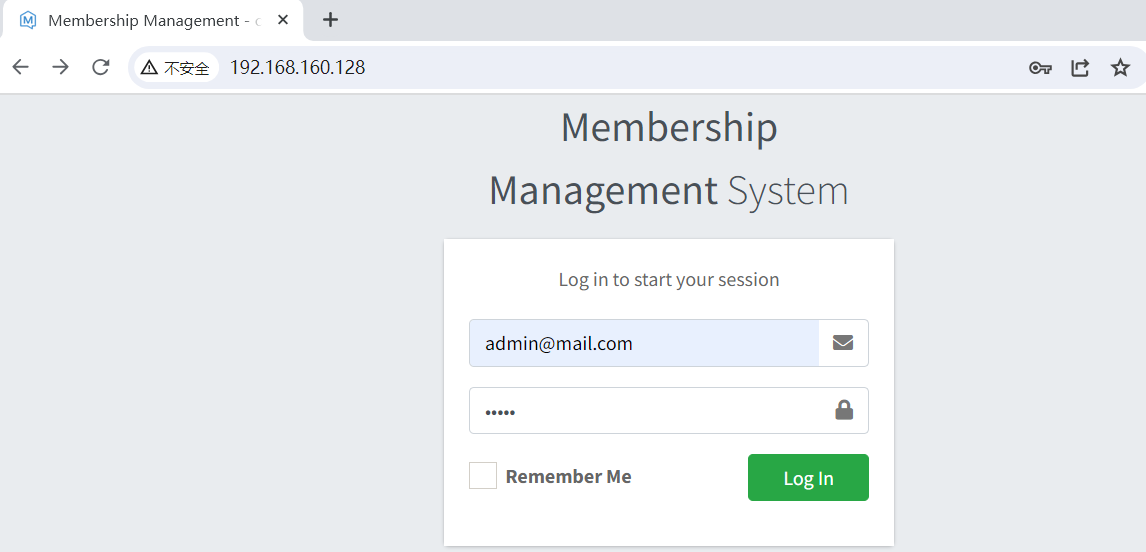 Membership Management -
不安全 192.168.160.128
Membership
Management System
Log in to start your session
admin@mail.com
•••••
Remember Me
Log In